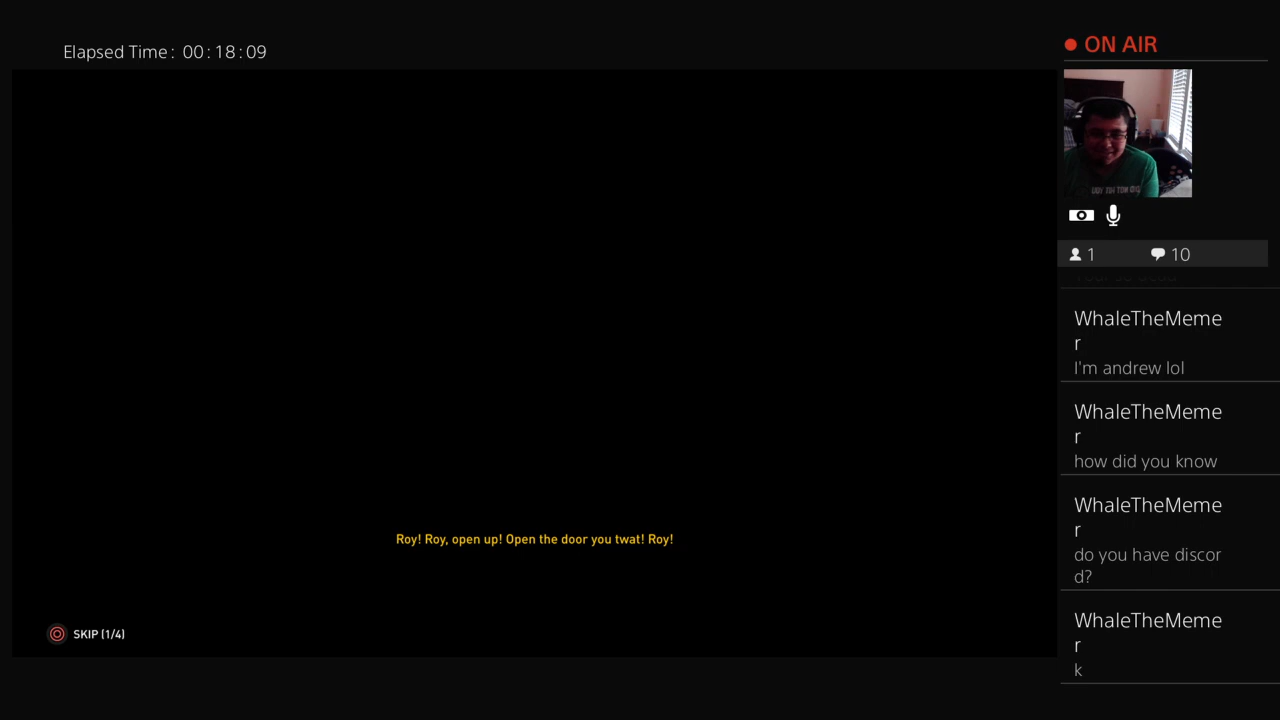 Elapsed Time: 00:18:09
ON AIR
1 10
WhaleTheMeme
r
I'm andrew lol
WhaleTheMeme
r
how did you know
WhaleTheMeme
r
do you have discor
d?
WhaleTheMeme
r
k
Roy! Roy, open up! Open the door you twat! Roy!
SKIP (1/4)